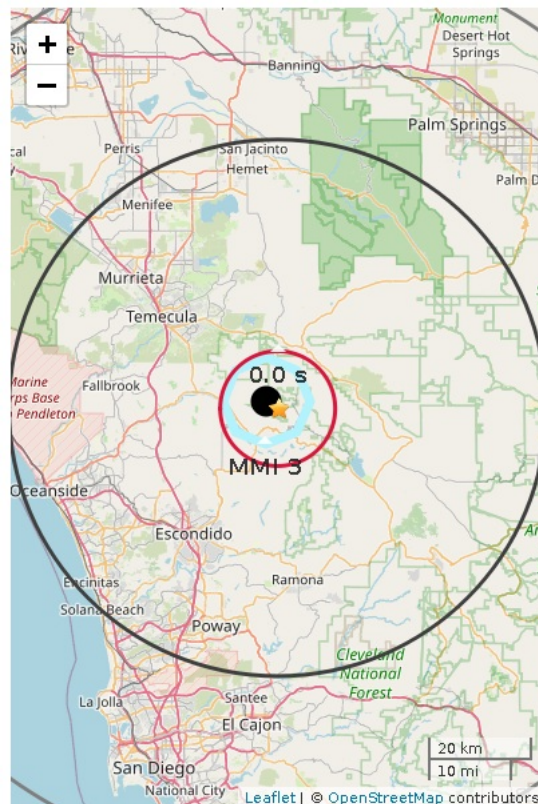 +
−
Monument
Desert Hot
Springs
Banning
Palm Springs
Perris
San Jacinto
Hemet
Palm D
cal
Menifee
Murrieta
Temecula
Marine
rps Base
Pendleton
Fallbrook
0.0 s
MMI 3
Oceanside
Escondido
Encinitas
Ramona
Solana Beach
Poway
Cleveland
National
Forest
La Jolla
Santee
El Cajon
San Diego
National City
20 km
10 mi
Leaflet | © OpenStreetMap contributors